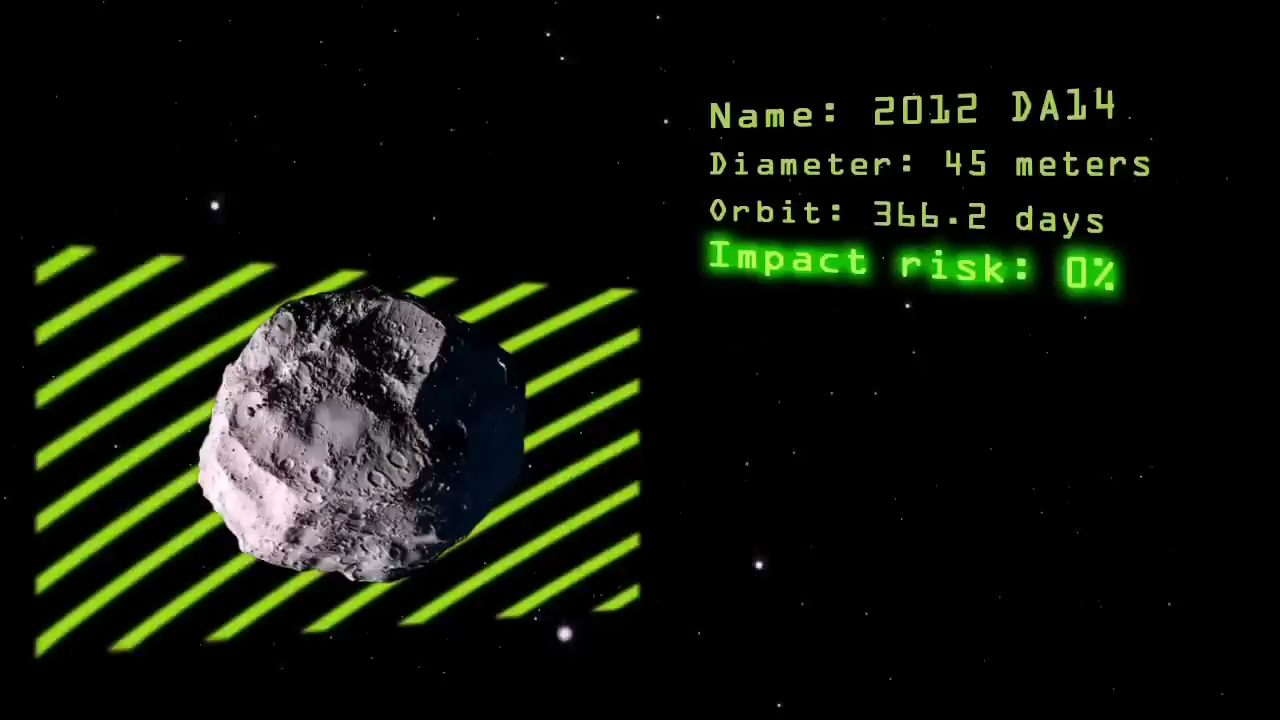 Name: 2012 DA14
Diameter: 45 meters
Orbit: 366.2 days
Impact risk: 0%